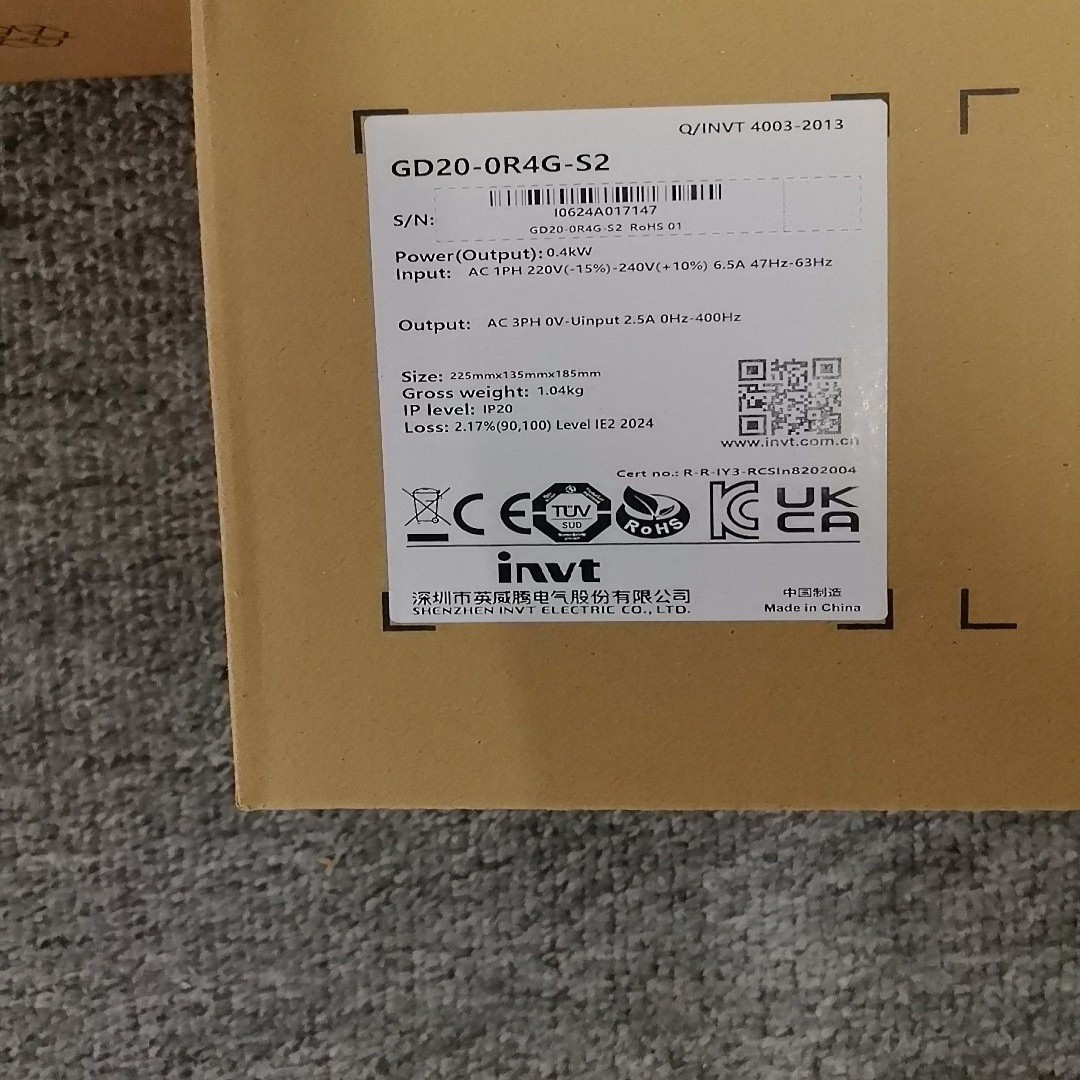 Q/INVT 4003-2013
GD20-0R4G-S2
S/N:
I0624A017147
GD20-0R4G-S2 RoHS 01
Power(Output): 0.4kW
Input: AC 1PH 220V(-15%)-240V(+10%) 6.5A 47Hz-63Hz
Output: AC 3PH 0V-Uinput 2.5A 0Hz-400Hz
Size: 225mmx135mmx185mm
Gross weight: 1.04kg
IP level: IP20
Loss: 2.17%(90,100) Level IE2 2024
www.invt.com.cn
Cert no.: R-R-IY3-RCSIn8202004
CE
TÜV
SUD
RoHS
KC
UK
CA
invt
深圳市英威腾电气股份有限公司
SHENZHEN INVT ELECTRIC CO., LTD.
中国制造
Made in China